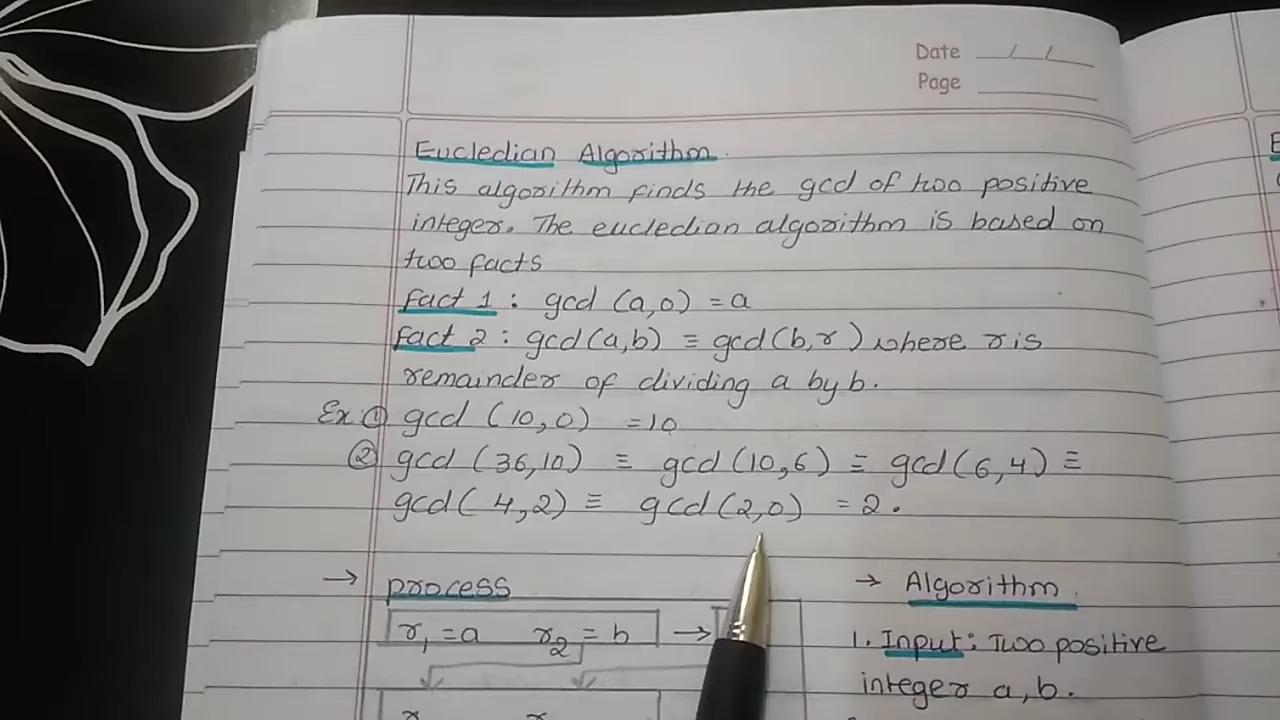 Date / /
Page
Eucledian Algorithm.
This algorithm finds the gcd of two positive
integer. The eucledian algorithm is based on
two facts
fact 1 : gcd (a,0) = a
fact 2 : gcd(a,b) ≡ gcd(b,r) where r is
remainder of dividing a by b.
Ex ① gcd (10,0) =10
② gcd (36,10) ≡ gcd(10,6) ≡ gcd(6,4) ≡
gcd(4,2) ≡ gcd(2,0) = 2.
→ process
r₁ =a r₂ = b →
→ Algorithm.
1. Input: Two positive
integer a,b.